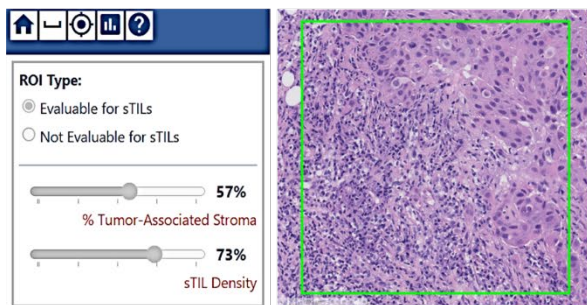 ?
ROI Type:
Evaluable for sTILs
Not Evaluable for sTILs
57%
% Tumor-Associated Stroma
73%
sTIL Density